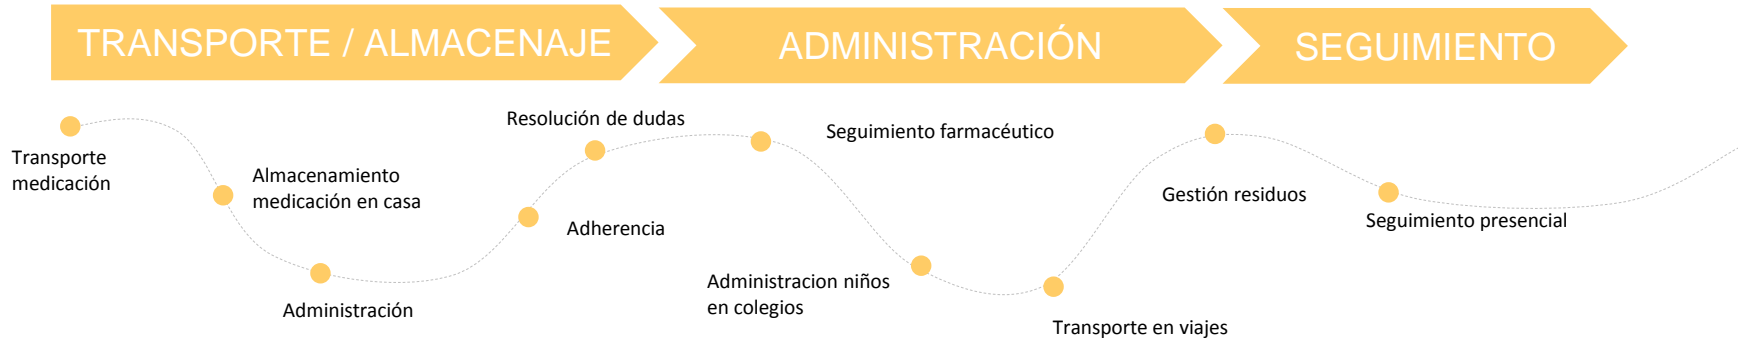 TRANSPORTE / ALMACENAJE
ADMINISTRACIÓN
SEGUIMIENTO
Transporte
medicación
Almacenamiento
medicación en casa
Administración
Resolución de dudas
Adherencia
Seguimiento farmacéutico
Administracion niños
en colegios
Transporte en viajes
Gestión residuos
Seguimiento presencial